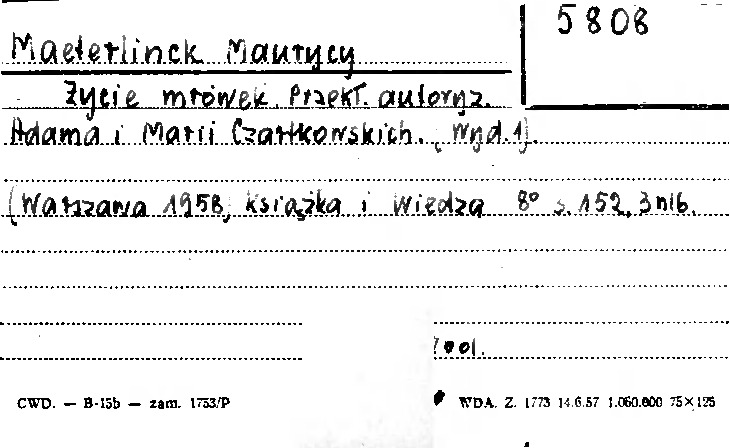 5808
Maeterlinck Maurycy
Życie mrówek. Przekł. autoryz.
Adama i Marii Czartkowskich. (Wyd. 1).
(Warszawa 1958, Książka i Wiedza 8° s. 152, 3 nlb.
Zool.
CWD. — B-15b — zam. 1753/P
WDA. Z. 1773 14.6.57 1.060.000 75×125